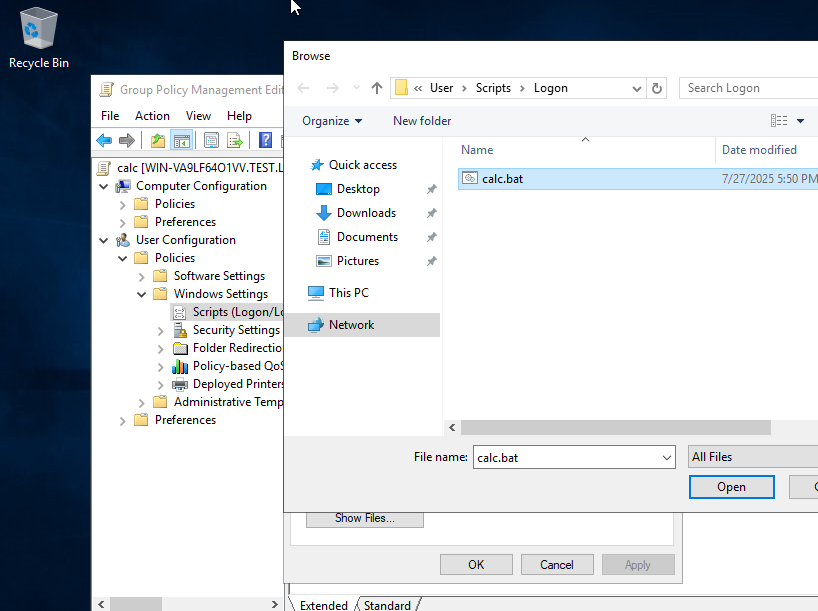 Recycle Bin
Group Policy Management Edi
File Action View Help
calc [WIN-VA9LF64O1VV.TEST.L
Computer Configuration
Policies
Preferences
User Configuration
Policies
Software Settings
Windows Settings
Scripts (Logon/Lo
Security Settings
Folder Redirectio
Policy-based QoS
Deployed Printers
Administrative Temp
Preferences
Browse
« User > Scripts > Logon
Search Logon
Organize New folder
Quick access
Desktop
Downloads
Documents
Pictures
This PC
Network
Name Date modified
calc.bat 7/27/2025 5:50 PM
File name: calc.bat All Files
Open
Show Files...
OK Cancel Apply
Extended Standard